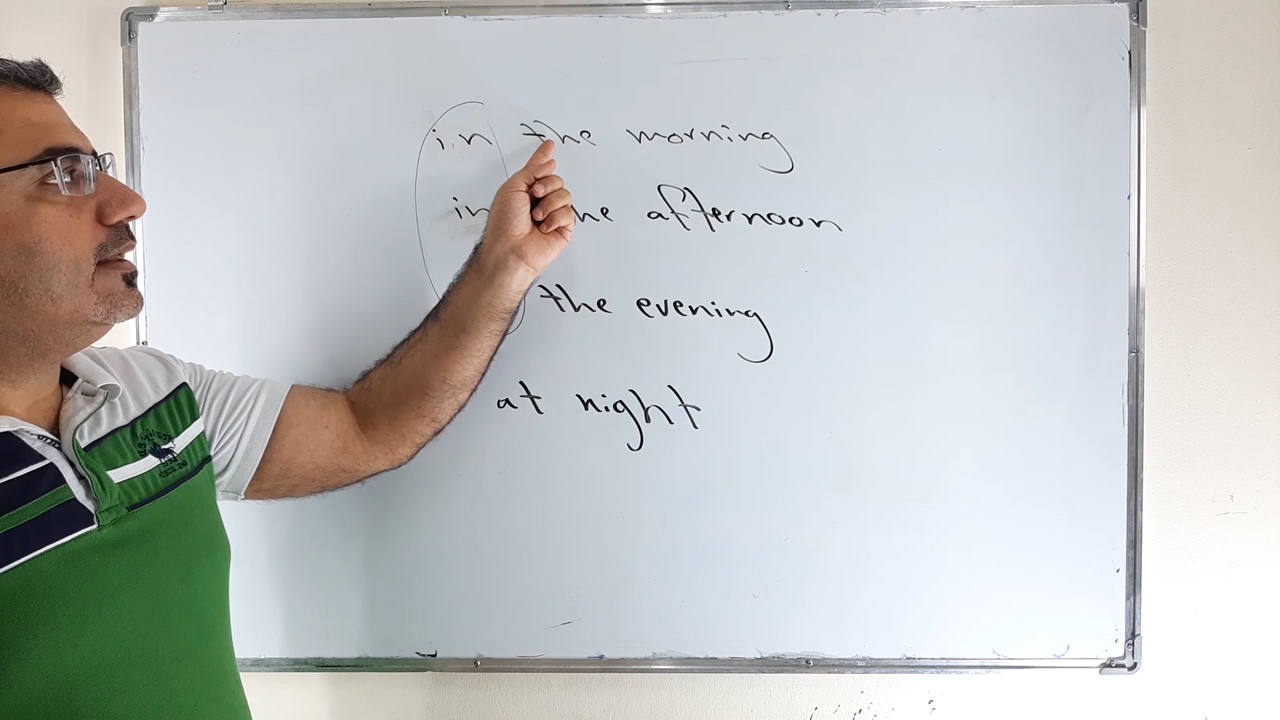 in the morning
in the afternoon
the evening
at night